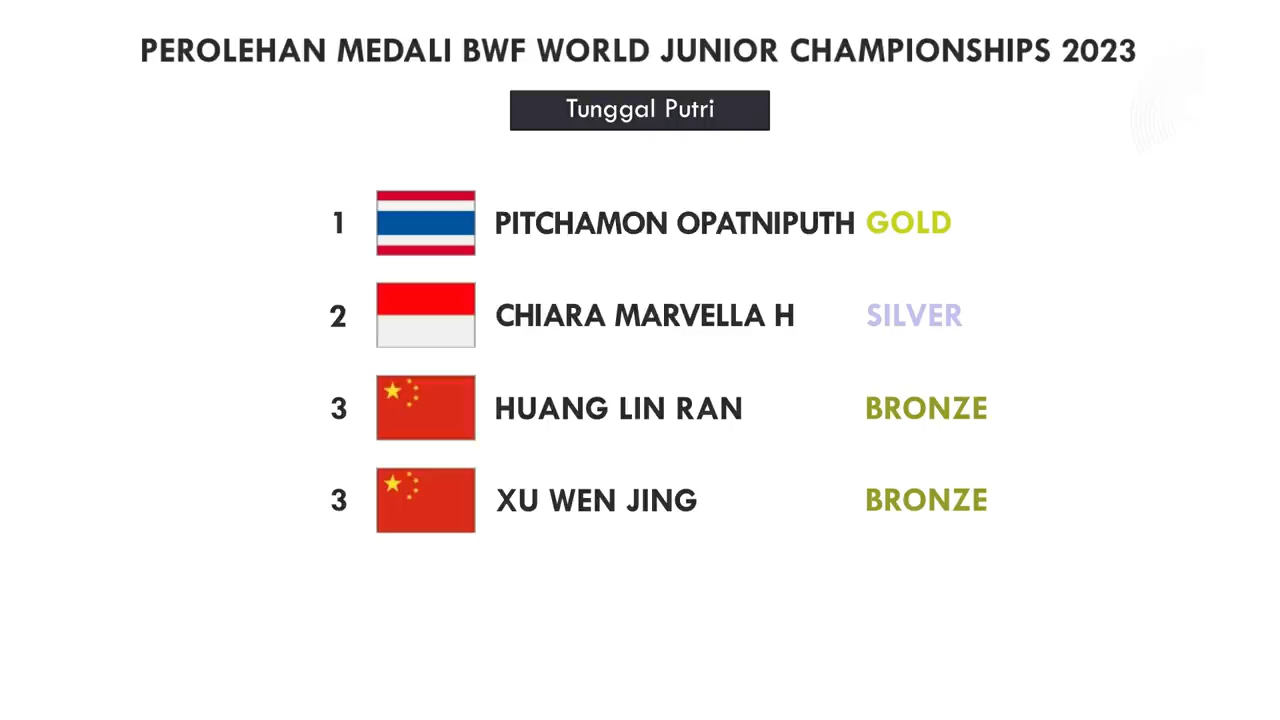 PEROLEHAN MEDALI BWF WORLD JUNIOR CHAMPIONSHIPS 2023
Tunggal Putri
1 PITCHAMON OPATNIPUTH GOLD
2 CHIARA MARVELLA H SILVER
3 HUANG LIN RAN BRONZE
3 XU WEN JING BRONZE